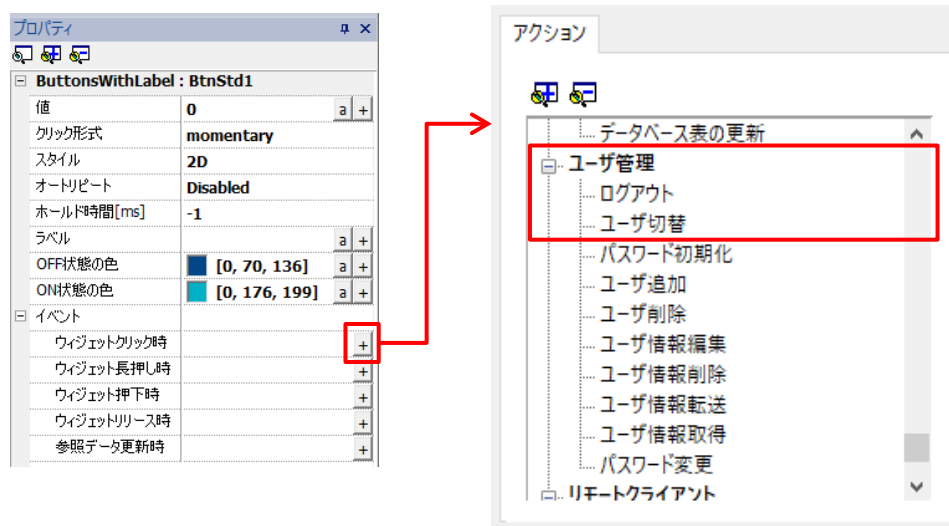 プロパティ
ButtonsWithLabel : BtnStd1
値 0 a +
クリック形式 momentary
スタイル 2D
オートリピート Disabled
ホールド時間[ms] -1
ラベル a +
OFF状態の色 [0, 70, 136] a +
ON状態の色 [0, 176, 199] a +
イベント
ウィジェットクリック時 +
ウィジェット長押し時 +
ウィジェット押下時 +
ウィジェットリリース時 +
参照データ更新時 +
アクション
データベース表の更新
ユーザ管理
ログアウト
ユーザ切替
パスワード初期化
ユーザ追加
ユーザ削除
ユーザ情報編集
ユーザ情報削除
ユーザ情報転送
ユーザ情報取得
パスワード変更
リモートクライアント